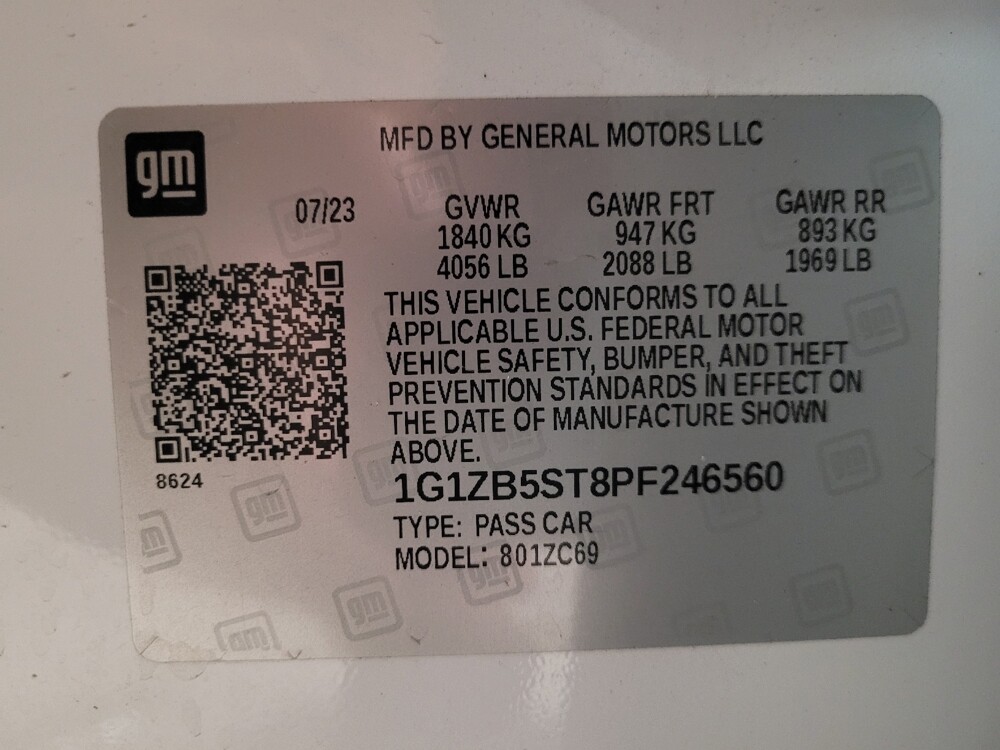 gm
MFD BY GENERAL MOTORS LLC
07/23
GVWR GAWR FRT GAWR RR
1840 KG 947 KG 893 KG
4056 LB 2088 LB 1969 LB
THIS VEHICLE CONFORMS TO ALL
APPLICABLE U.S. FEDERAL MOTOR
VEHICLE SAFETY, BUMPER, AND THEFT
PREVENTION STANDARDS IN EFFECT ON
THE DATE OF MANUFACTURE SHOWN
ABOVE.
8624
1G1ZB5ST8PF246560
TYPE: PASS CAR
MODEL: 801ZC69